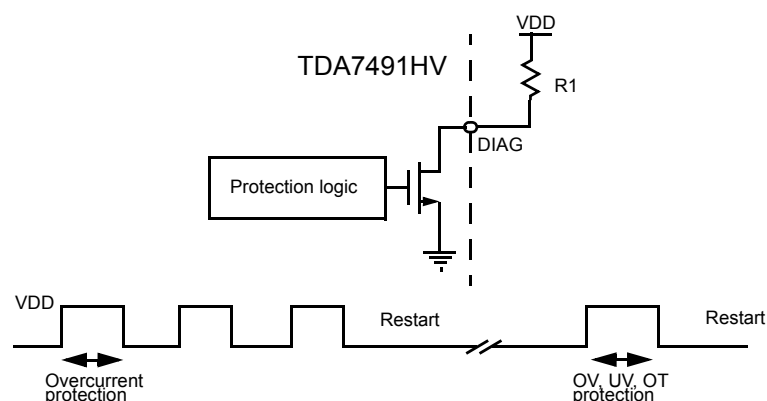 VDD
TDA7491HV
R1
DIAG
Protection logic
VDD
Restart
Restart
Overcurrent
protection
OV, UV, OT
protection